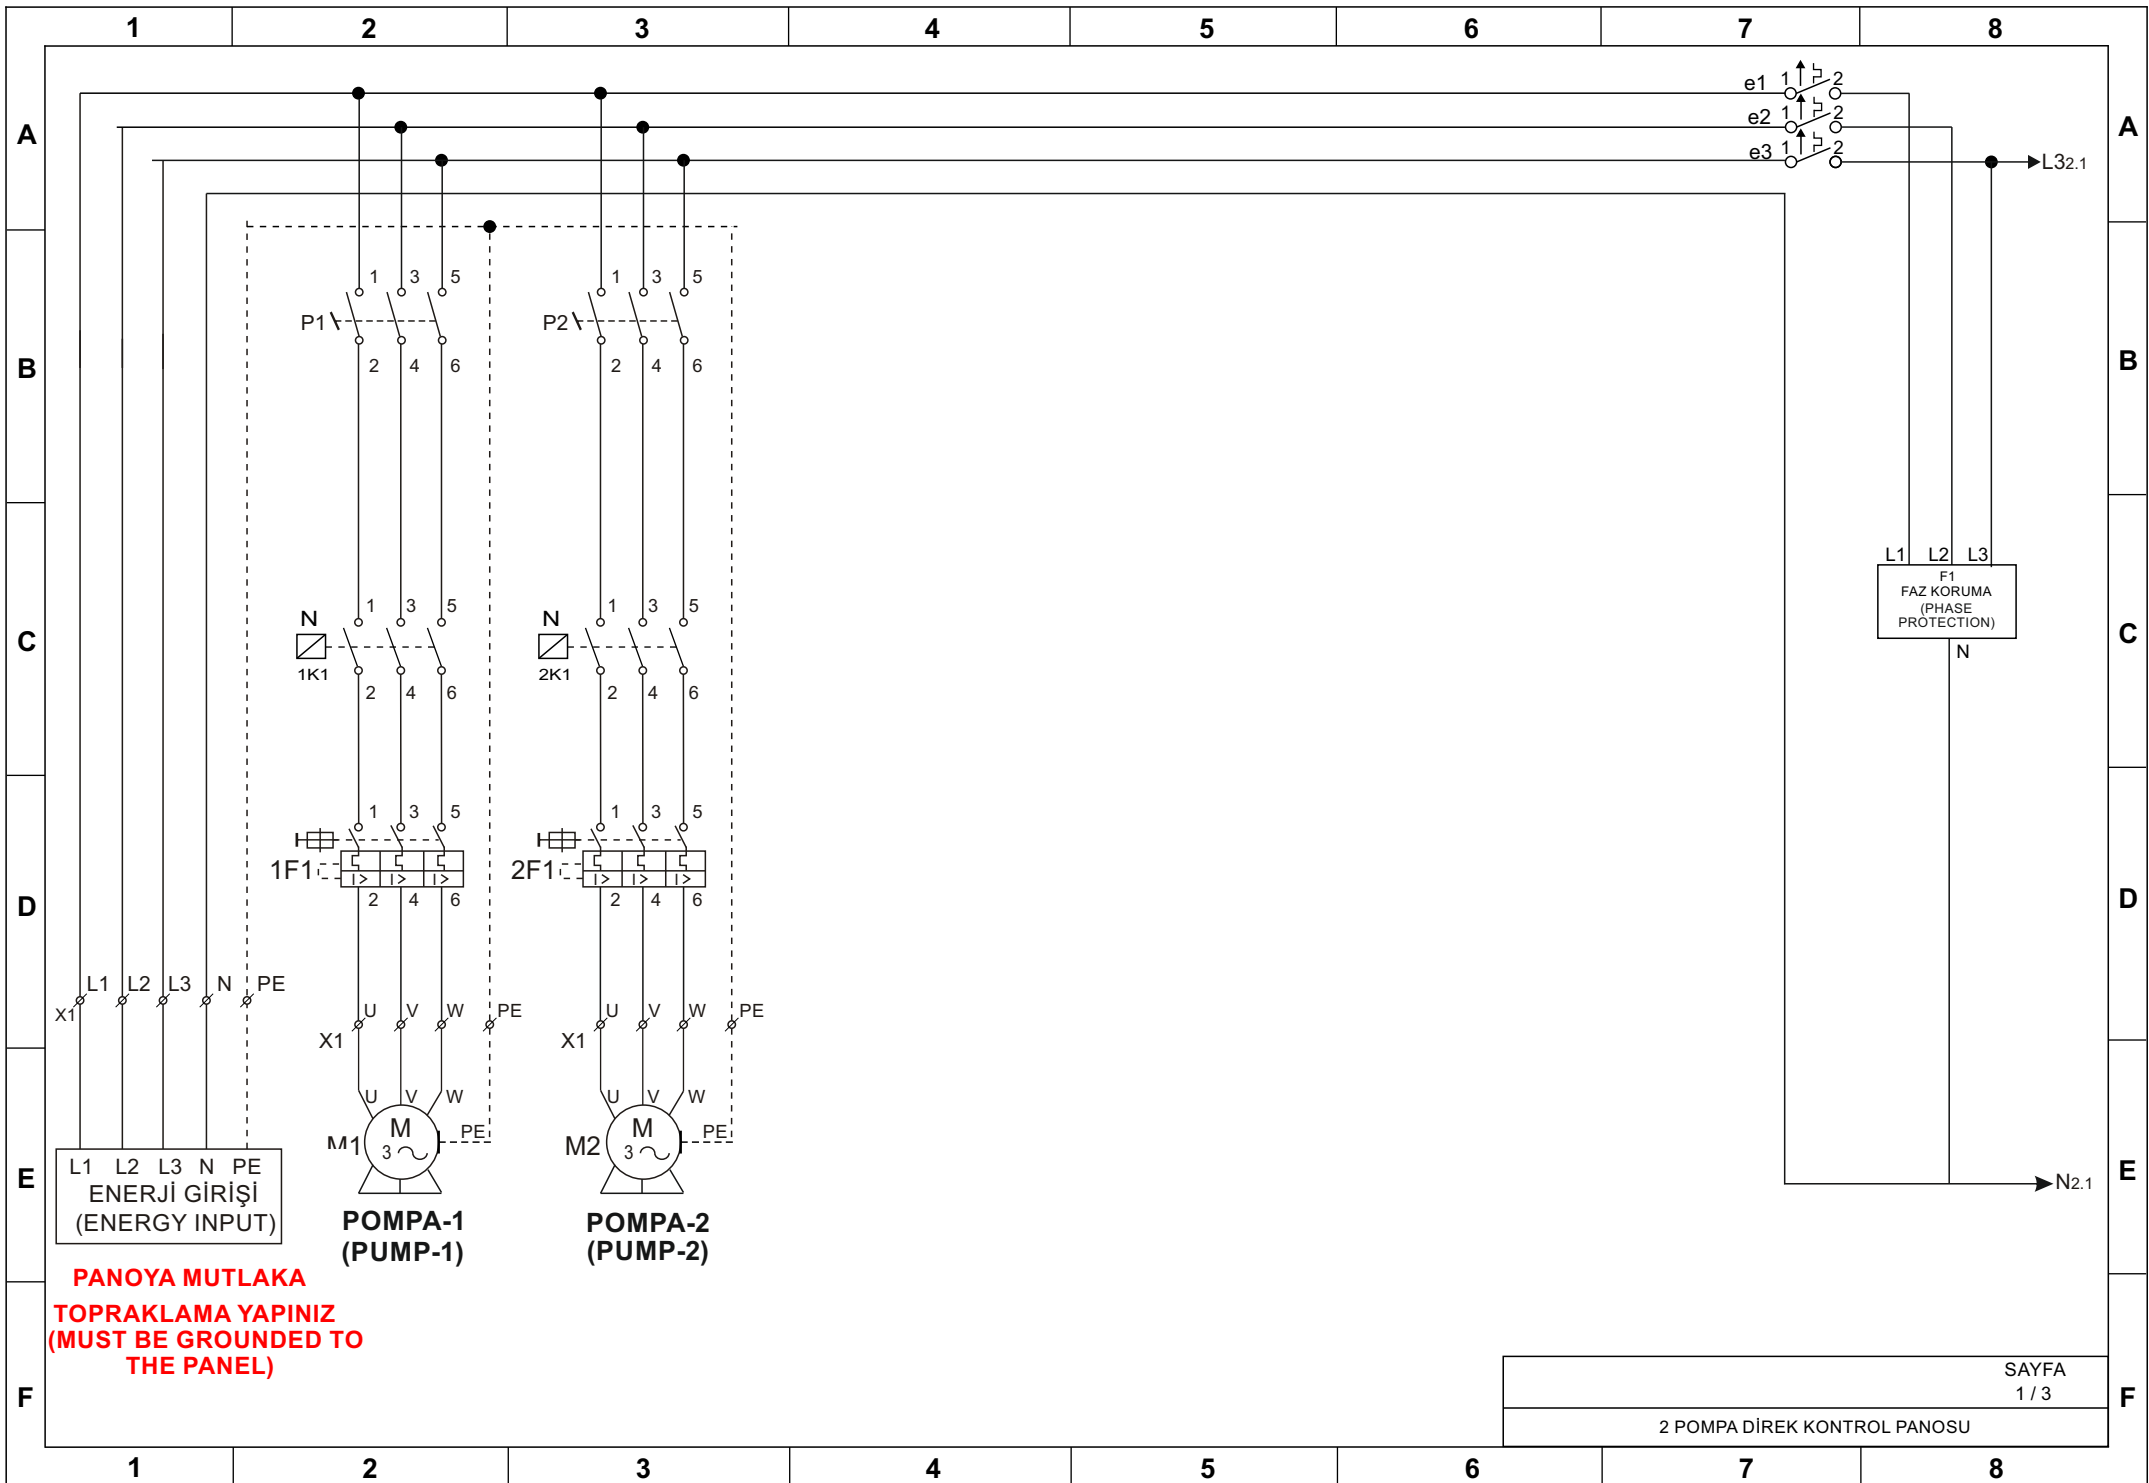 1 2 3 4 5 6 7 8
A A
B B
C C
D D
E E
F F
e1 1 2
e2 1 2
e3 1 2
L32.1
1 3 5
P1
2 4 6
1 3 5
P2
2 4 6
N
1 3 5
1K1
2 4 6
N
1 3 5
2K1
2 4 6
L1 L2 L3
F1
FAZ KORUMA
(PHASE
PROTECTION)
N
1 3 5
1F1
I> I> I>
2 4 6
1 3 5
2F1
I> I> I>
2 4 6
L1 L2 L3 N PE
X1
U V W PE
X1
U V W PE
X1
U V W
M1
M
3
PE
U V W
M2
M
3
PE
L1 L2 L3 N PE
ENERJİ GİRİŞİ
(ENERGY INPUT)
POMPA-1
(PUMP-1)
POMPA-2
(PUMP-2)
N2.1
PANOYA MUTLAKA
TOPRAKLAMA YAPINIZ
(MUST BE GROUNDED TO
THE PANEL)
SAYFA
1 / 3
2 POMPA DİREK KONTROL PANOSU
1 2 3 4 5 6 7 8